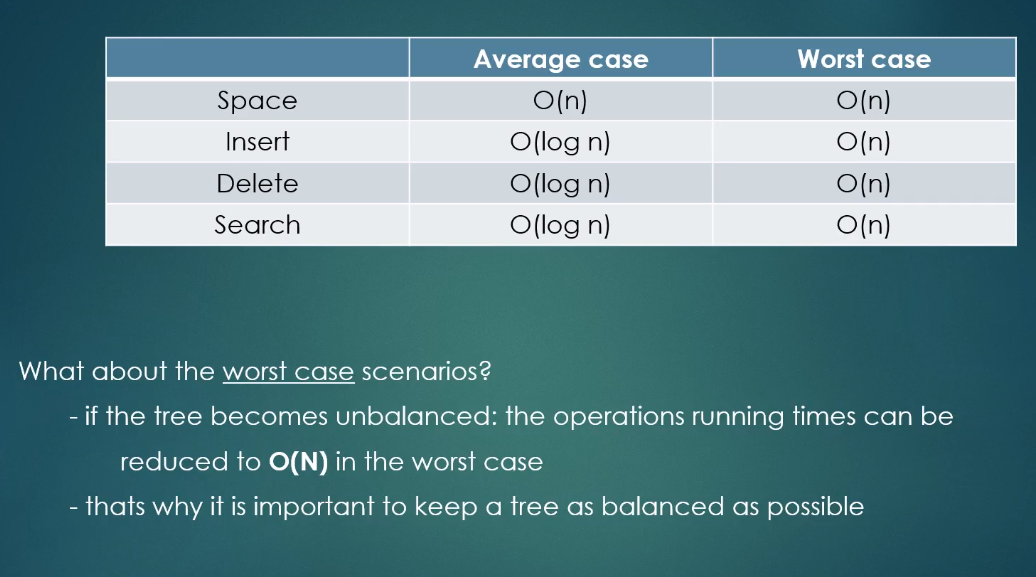 Average case Worst case
Space O(n) O(n)
Insert O(log n) O(n)
Delete O(log n) O(n)
Search O(log n) O(n)
What about the worst case scenarios?
- if the tree becomes unbalanced: the operations running times can be
reduced to O(N) in the worst case
- thats why it is important to keep a tree as balanced as possible